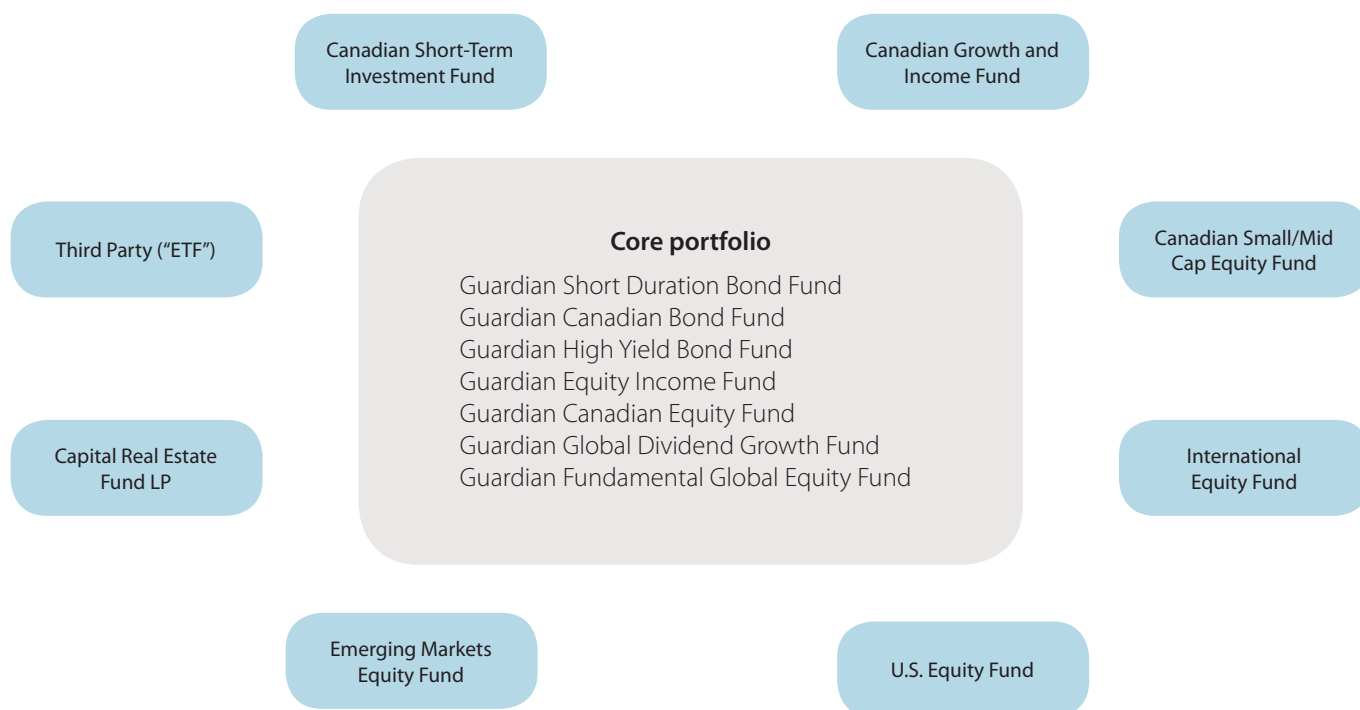 Canadian Short-Term
Investment Fund
Canadian Growth and
Income Fund
Third Party (“ETF”)
Core portfolio
Guardian Short Duration Bond Fund
Guardian Canadian Bond Fund
Guardian High Yield Bond Fund
Guardian Equity Income Fund
Guardian Canadian Equity Fund
Guardian Global Dividend Growth Fund
Guardian Fundamental Global Equity Fund
Canadian Small/Mid
Cap Equity Fund
Capital Real Estate
Fund LP
International
Equity Fund
Emerging Markets
Equity Fund
U.S. Equity Fund